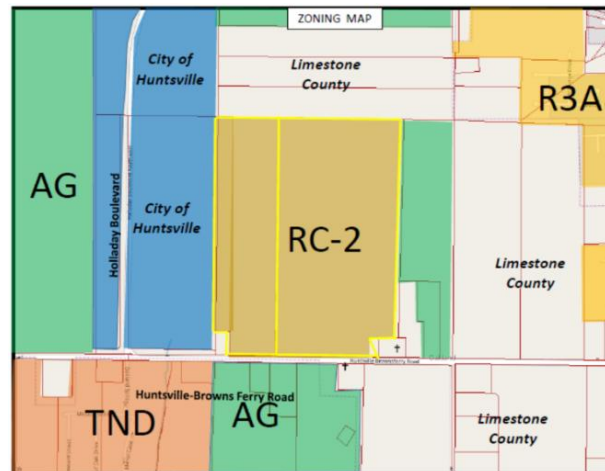 ZONING MAP
City of
Huntsville
Limestone
County
R3A
AG
Holladay Boulevard
City of
Huntsville
RC-2
Limestone
County
Huntsville-Browns Ferry Road
TND
AG
Limestone
County